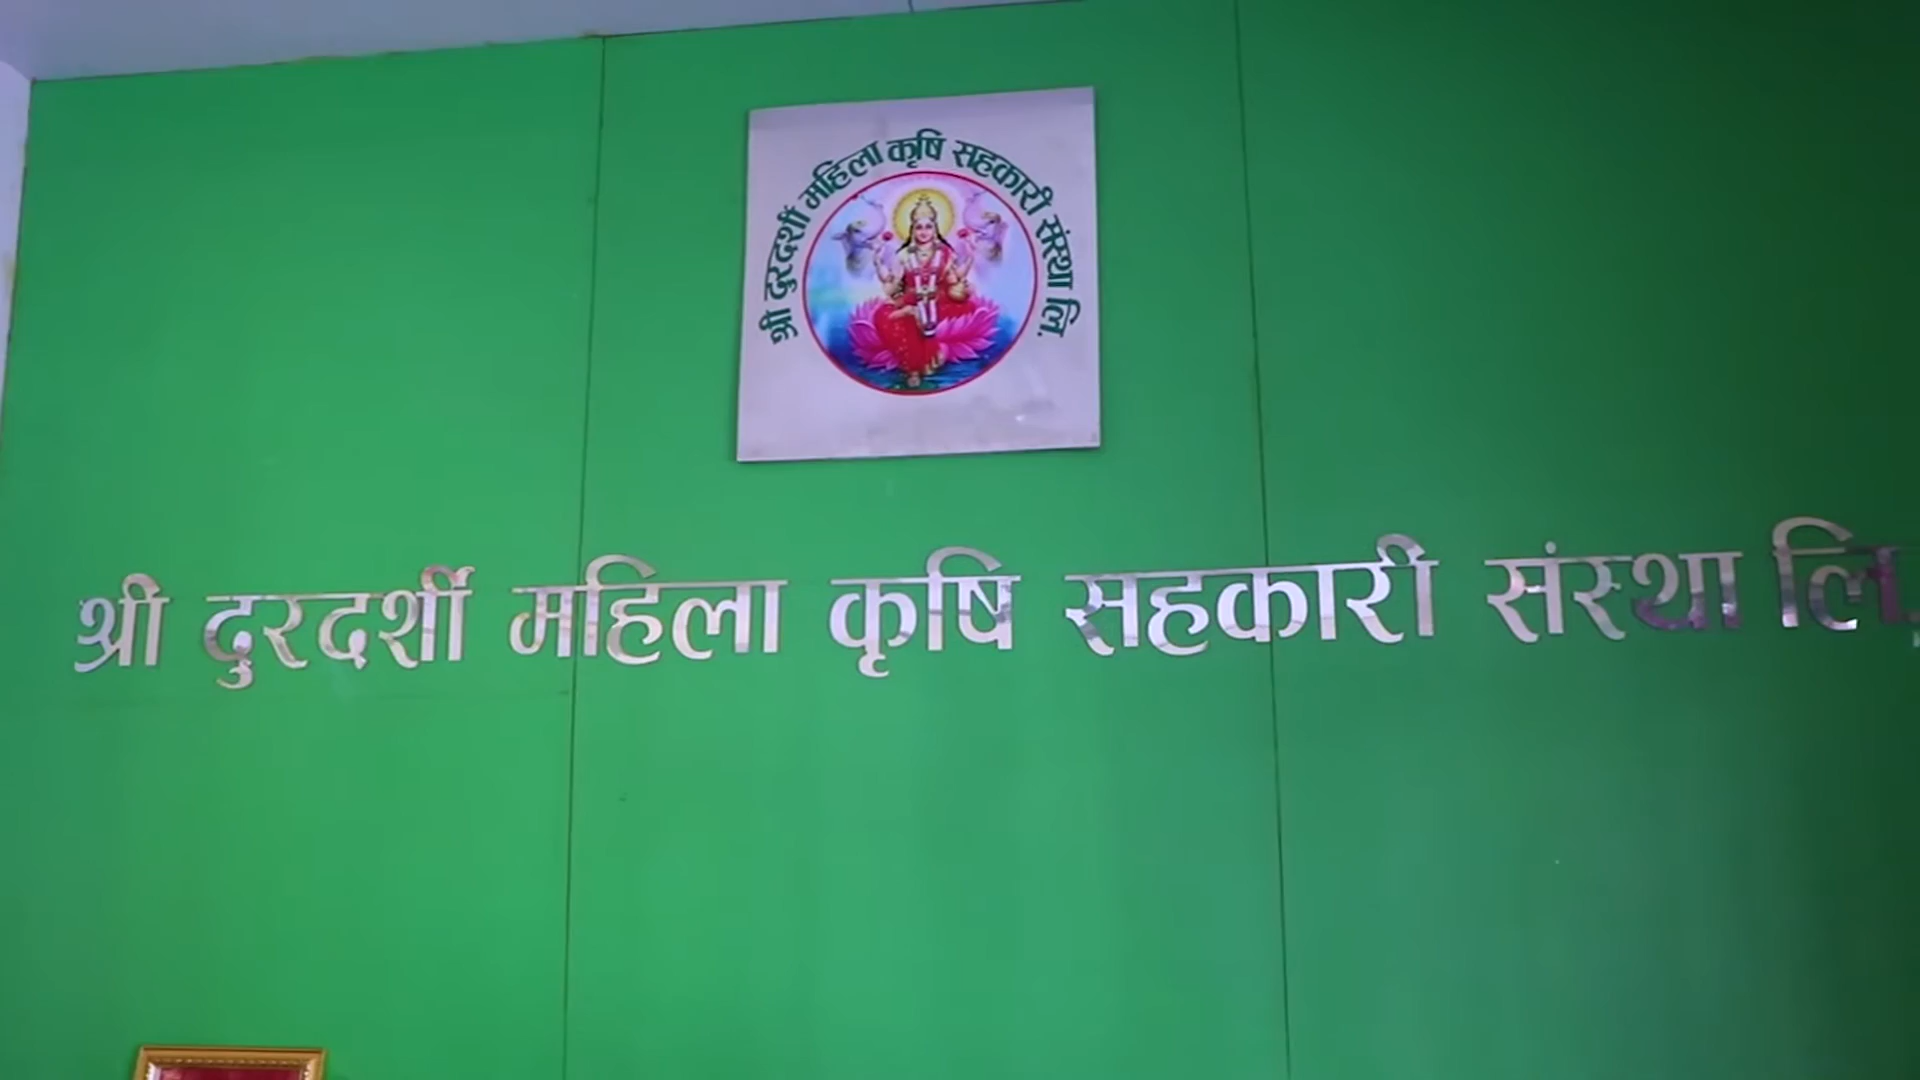 श्री दुरदर्शी महिला कृषि सहकारी संस्था लि.
श्री दुरदर्शी महिला कृषि सहकारी संस्था लि.